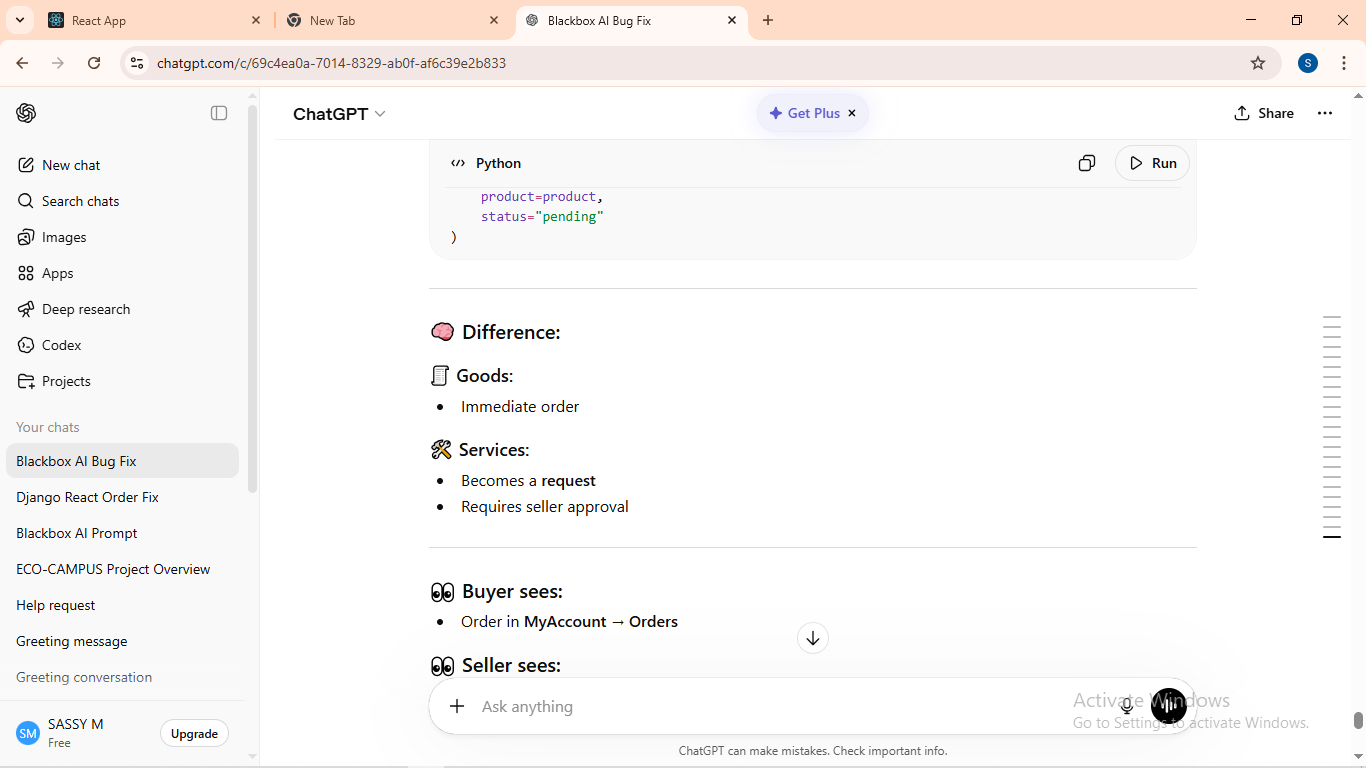 React App
New Tab
Blackbox AI Bug Fix
chatgpt.com/c/69c4ea0a-7014-8329-ab0f-af6c39e2b833
S
ChatGPT
Get Plus
Share
New chat
Search chats
Images
Apps
Deep research
Codex
Projects
Your chats
Blackbox AI Bug Fix
Django React Order Fix
Blackbox AI Prompt
ECO-CAMPUS Project Overview
Help request
Greeting message
Greeting conversation
SM
SASSY M
Free
Upgrade
Python
Run
product=product,
status="pending"
)
Difference:
Goods:
Immediate order
Services:
Becomes a request
Requires seller approval
Buyer sees:
Order in MyAccount → Orders
Seller sees:
Ask anything
ChatGPT can make mistakes. Check important info.
Activate Windows
Go to Settings to activate Windows.